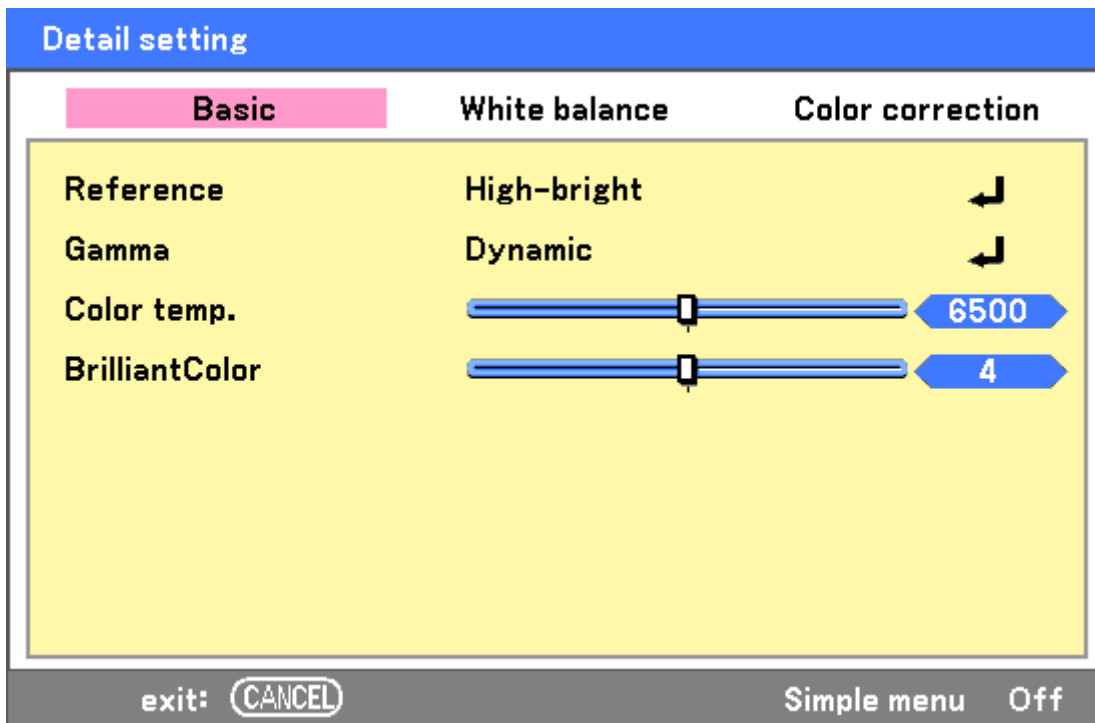 Detail setting
Basic White balance Color correction
Reference High-bright
Gamma Dynamic
Color temp. 6500
BrilliantColor 4
exit: CANCEL Simple menu Off